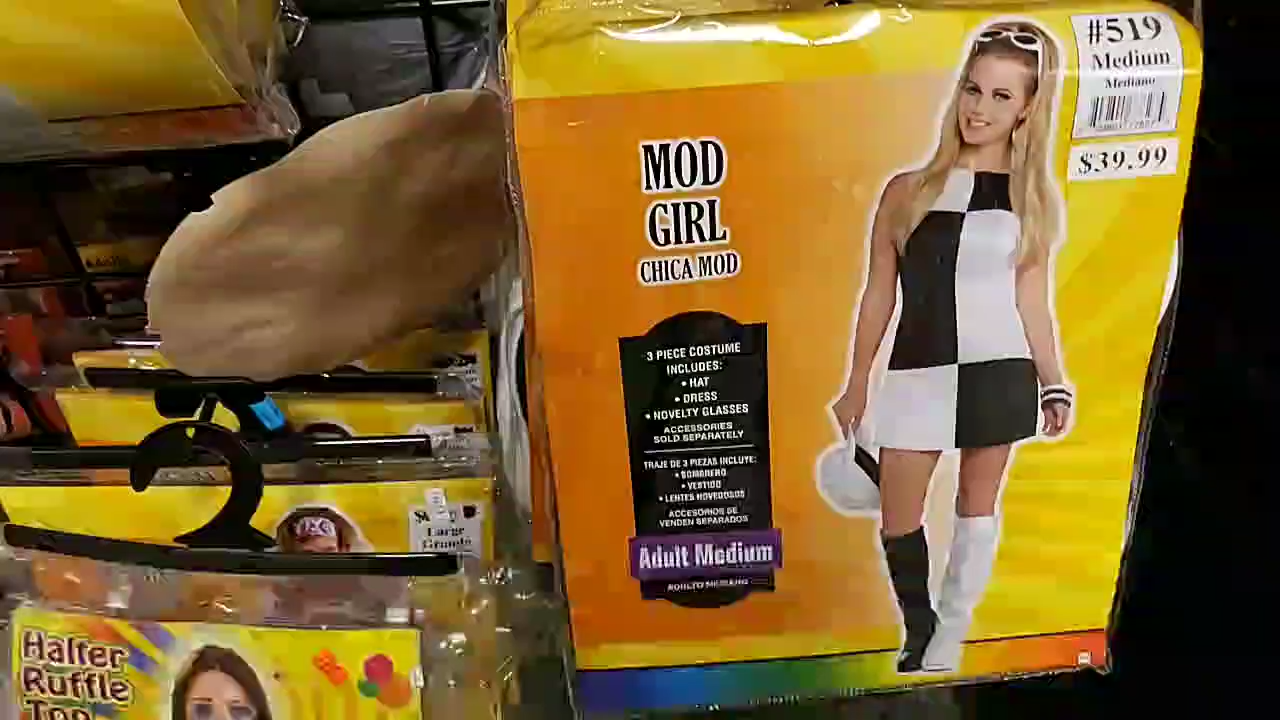 #519
Medium
Mediano
$39.99
MOD
GIRL
CHICA MOD
3 PIECE COSTUME
INCLUDES:
• HAT
• DRESS
• NOVELTY GLASSES
ACCESSORIES
SOLD SEPARATELY
TRAJE DE 3 PIEZAS INCLUYE:
• SOMBRERO
• VESTIDO
• LENTES NOVEDOSOS
ACCESORIOS SE
VENDEN SEPARADOS
Adult Medium
ADULTO MEDIANO
Large
Grande
Halter
Ruffle
Top